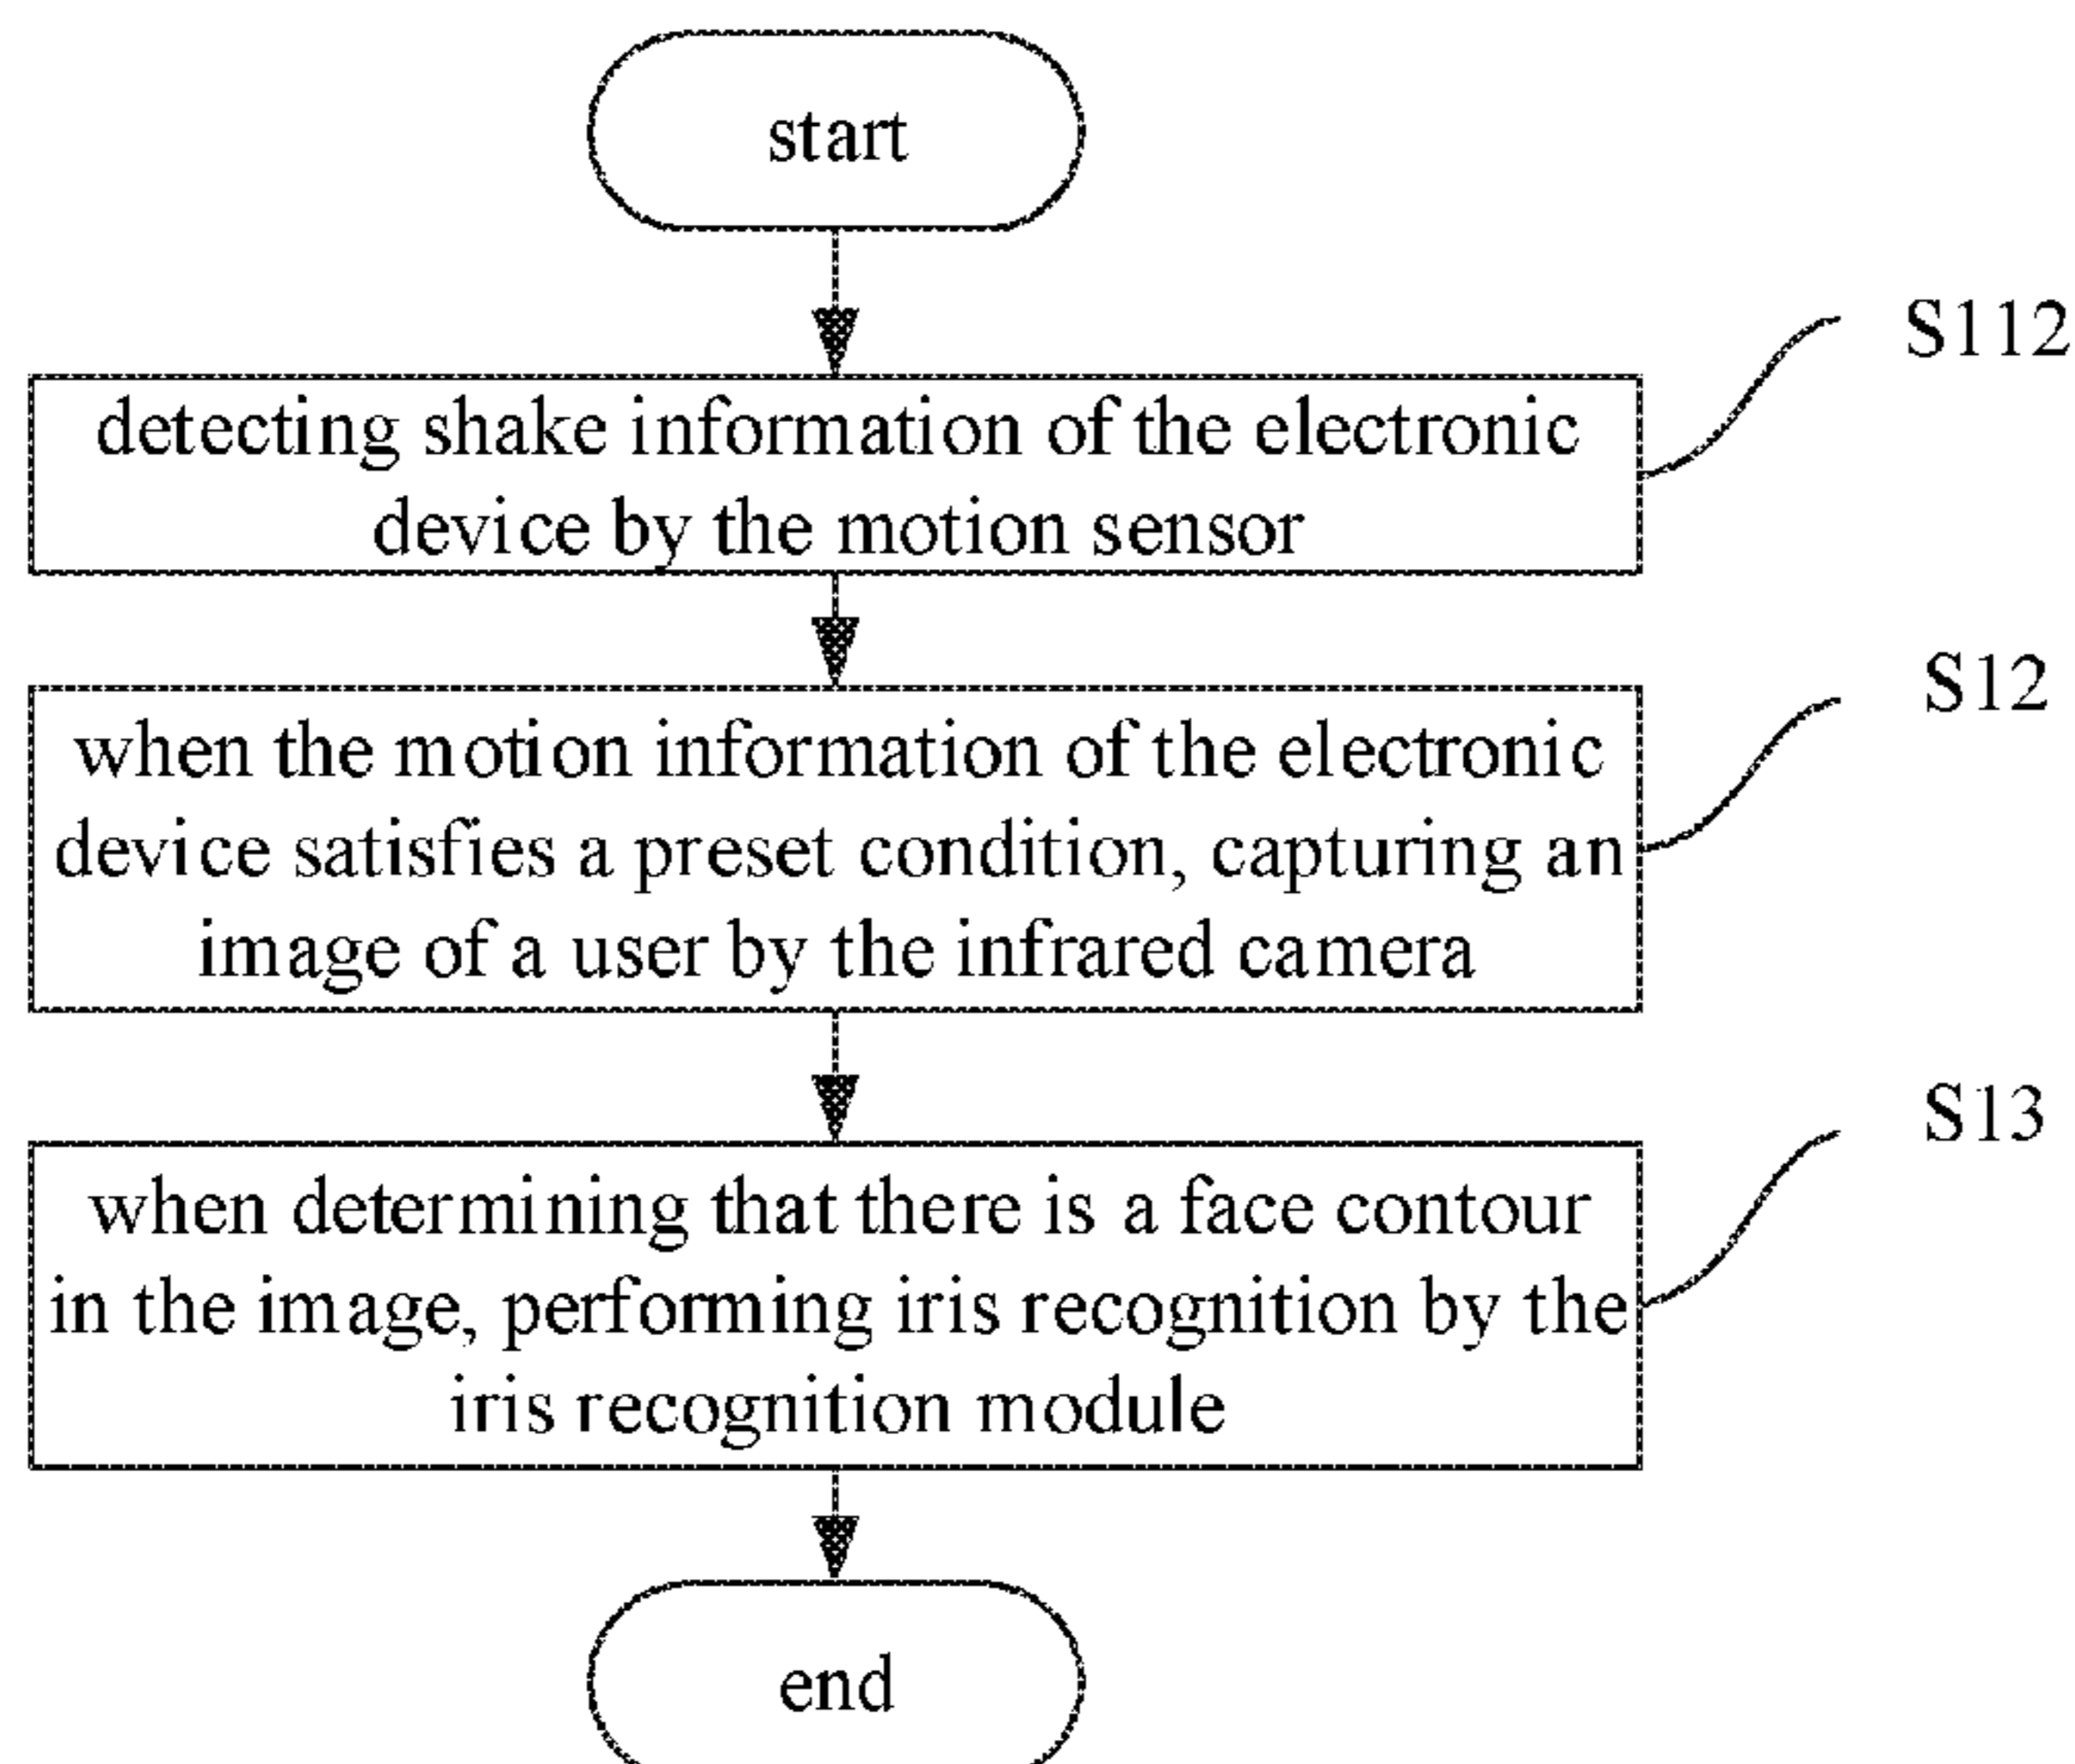 start
S112
detecting shake information of the electronic
device by the motion sensor
S12
when the motion information of the electronic
device satisfies a preset condition, capturing an
image of a user by the infrared camera
S13
when determining that there is a face contour
in the image, performing iris recognition by the
iris recognition module
end